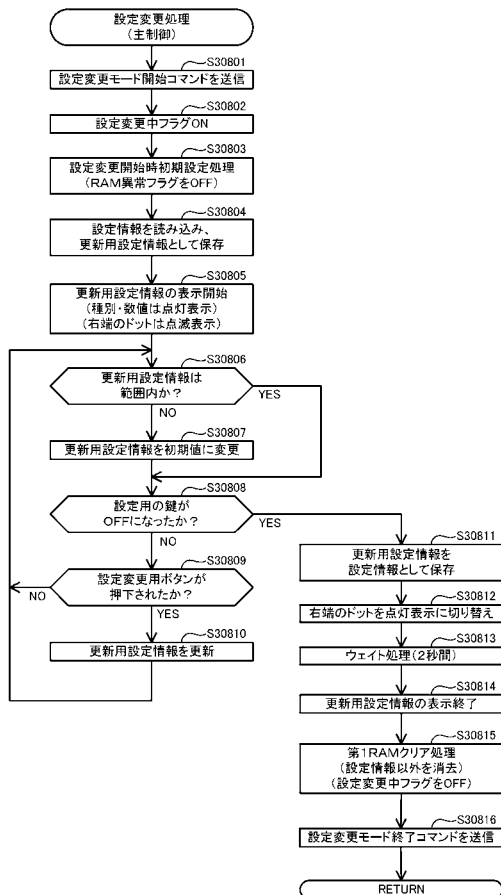 設定変更処理
(主制御)
S30801
設定変更モード開始コマンドを送信
S30802
設定変更中フラグON
S30803
設定変更開始時初期設定処理
(RAM異常フラグをOFF)
S30804
設定情報を読み込み、
更新用設定情報として保存
S30805
更新用設定情報の表示開始
(種別・数値は点灯表示)
(右端のドットは点滅表示)
S30806
更新用設定情報は
範囲内か?
YES
NO
S30807
更新用設定情報を初期値に変更
S30808
設定用の鍵が
OFFになったか?
YES
NO
S30809
設定変更用ボタンが
押下されたか?
NO
YES
S30810
更新用設定情報を更新
S30811
更新用設定情報を
設定情報として保存
S30812
右端のドットを点灯表示に切り替え
S30813
ウェイト処理(2秒間)
S30814
更新用設定情報の表示終了
S30815
第1RAMクリア処理
(設定情報以外を消去)
(設定変更中フラグをOFF)
S30816
設定変更モード終了コマンドを送信
RETURN